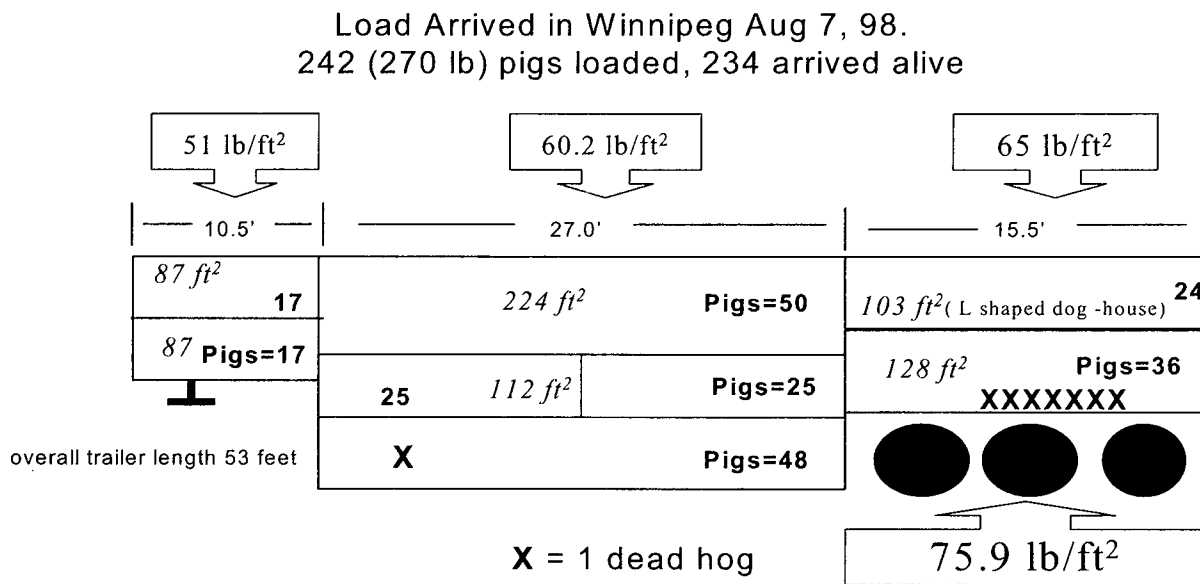 Load Arrived in Winnipeg Aug 7, 98.
242 (270 lb) pigs loaded, 234 arrived alive
51 lb/ft²
60.2 lb/ft²
65 lb/ft²
10.5'
27.0'
15.5'
87 ft²
17
224 ft²
Pigs=50
103 ft² ( L shaped dog -house)
24
87
Pigs=17
25
112 ft²
Pigs=25
128 ft²
Pigs=36
XXXXXXX
overall trailer length 53 feet
X
Pigs=48
X = 1 dead hog
75.9 lb/ft²